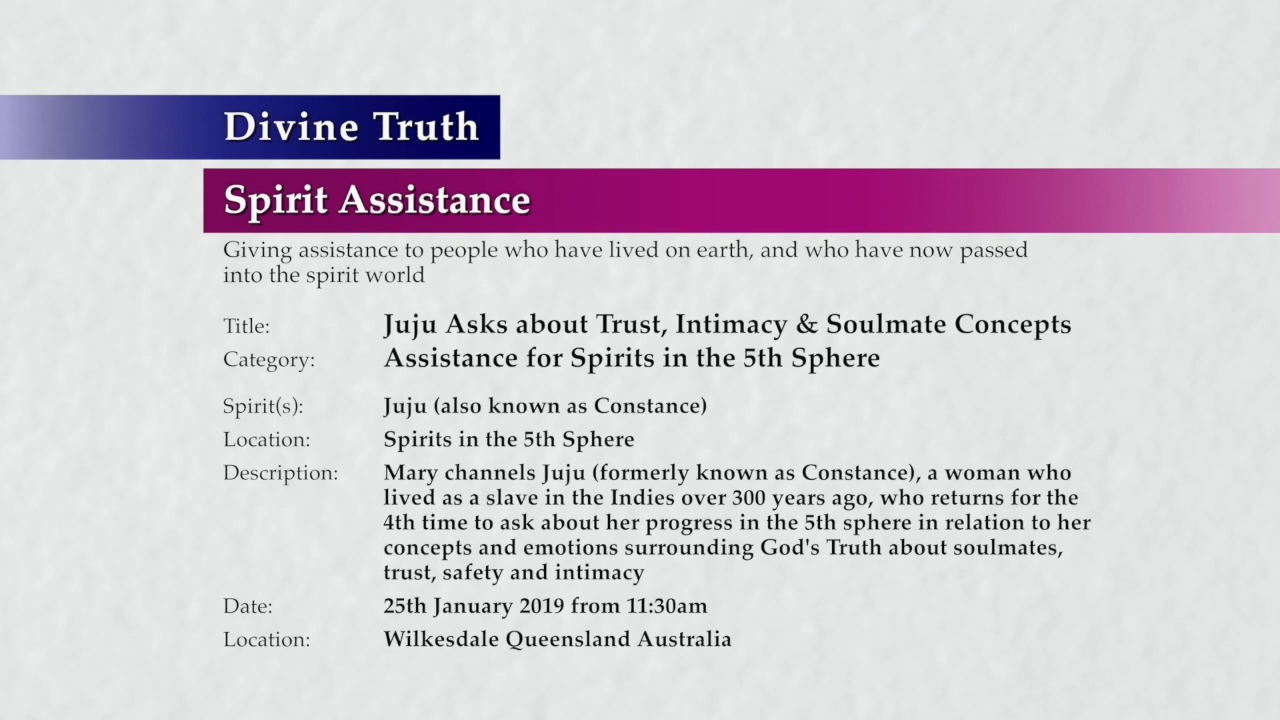 Divine Truth
Spirit Assistance
Giving assistance to people who have lived on earth, and who have now passed
into the spirit world
Title: Juju Asks about Trust, Intimacy & Soulmate Concepts
Category: Assistance for Spirits in the 5th Sphere
Spirit(s): Juju (also known as Constance)
Location: Spirits in the 5th Sphere
Description: Mary channels Juju (formerly known as Constance), a woman who
lived as a slave in the Indies over 300 years ago, who returns for the
4th time to ask about her progress in the 5th sphere in relation to her
concepts and emotions surrounding God's Truth about soulmates,
trust, safety and intimacy
Date: 25th January 2019 from 11:30am
Location: Wilkesdale Queensland Australia